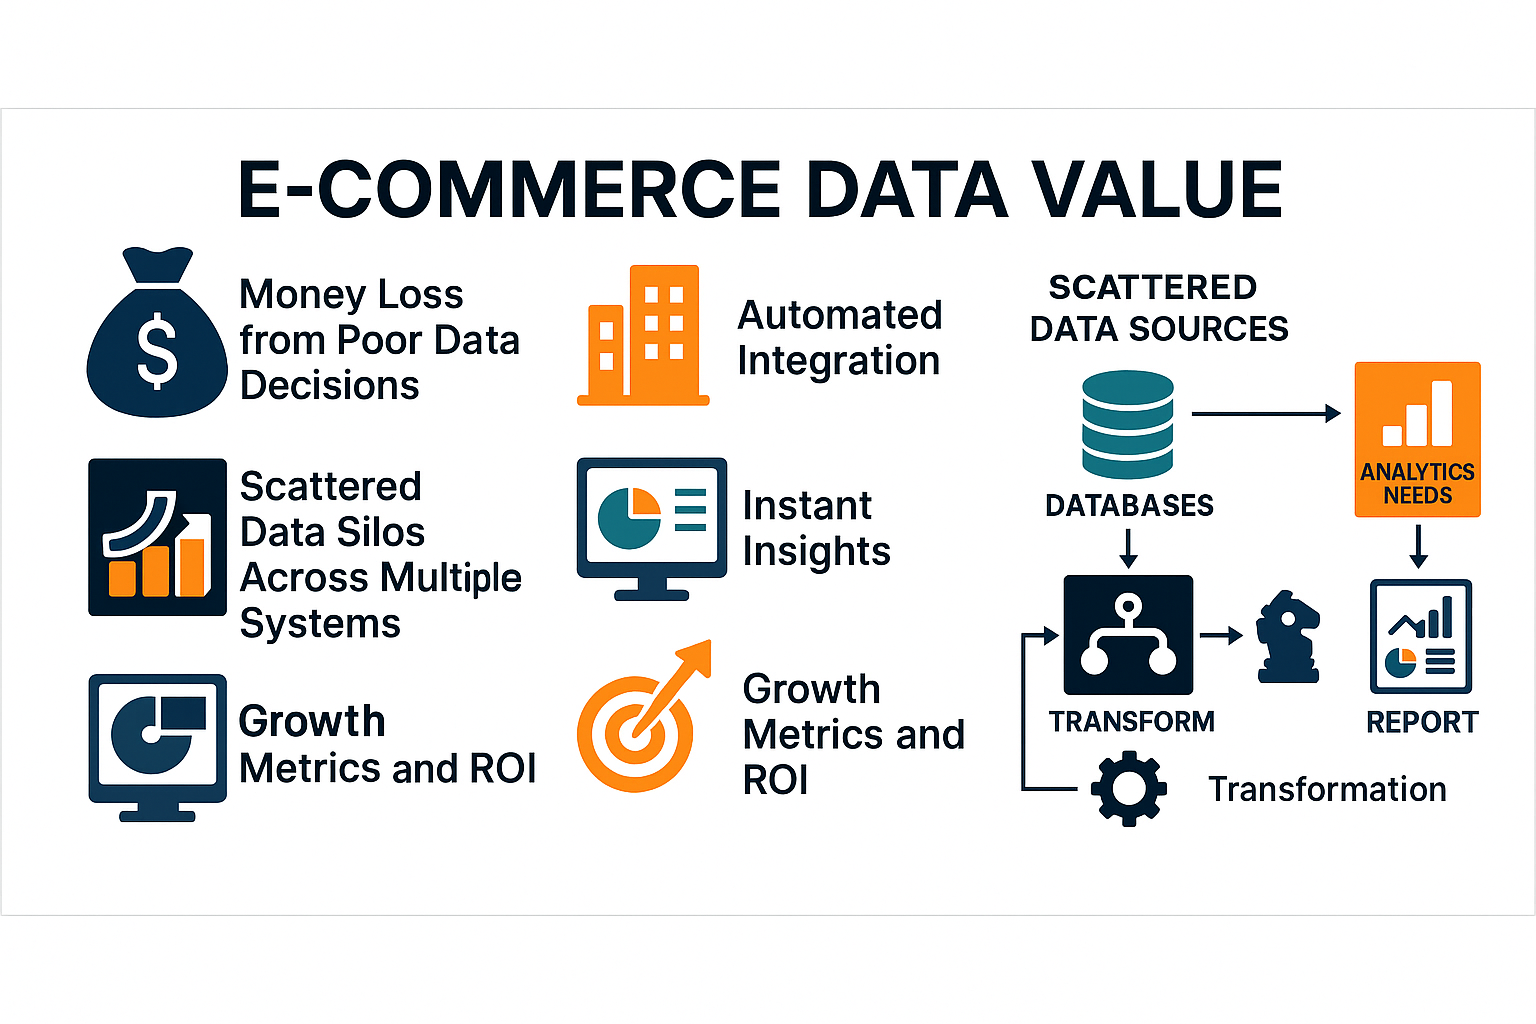 E-COMMERCE DATA VALUE
$
Money Loss
from Poor Data
Decisions
Scattered
Data Silos
Across Multiple
Systems
Growth
Metrics and ROI
Automated
Integration
Instant
Insights
Growth
Metrics and
ROI
SCATTERED
DATA SOURCES
DATABASES
ANALYTICS
NEEDS
TRANSFORM
REPORT
Transformation